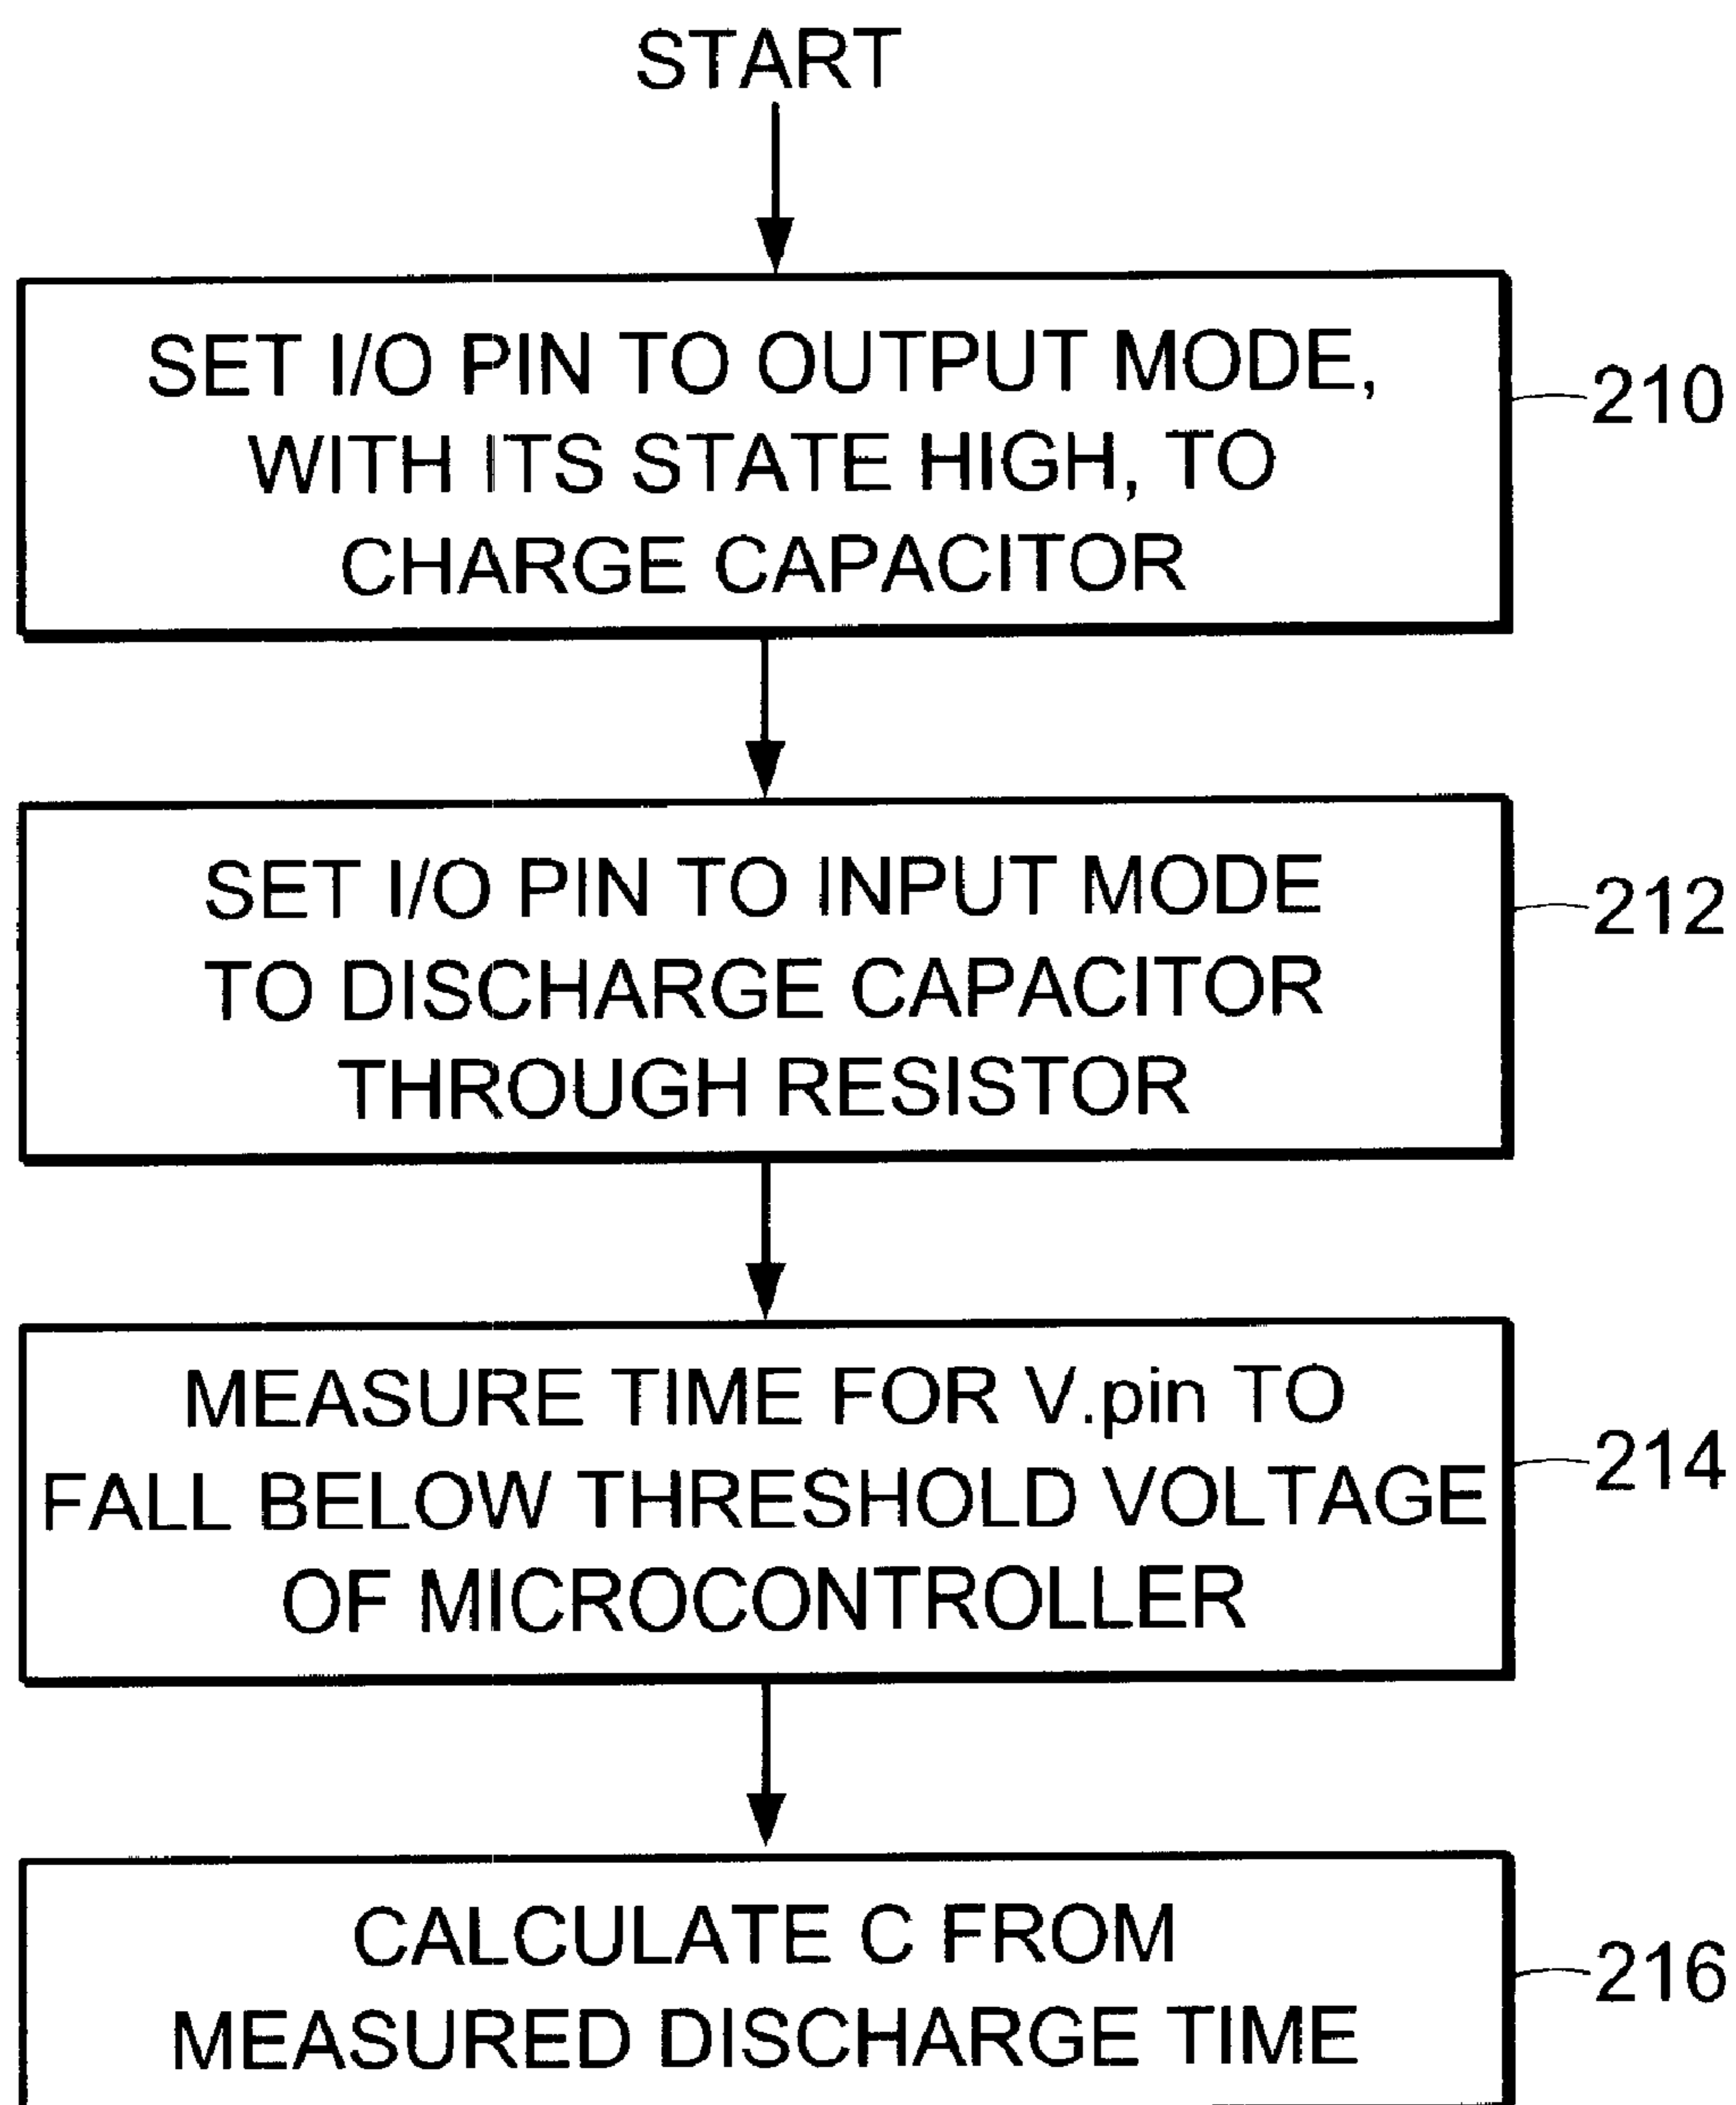 START
SET I/O PIN TO OUTPUT MODE,
WITH ITS STATE HIGH, TO
CHARGE CAPACITOR
210
SET I/O PIN TO INPUT MODE
TO DISCHARGE CAPACITOR
THROUGH RESISTOR
212
MEASURE TIME FOR V.pin TO
FALL BELOW THRESHOLD VOLTAGE
OF MICROCONTROLLER
214
CALCULATE C FROM
MEASURED DISCHARGE TIME
216